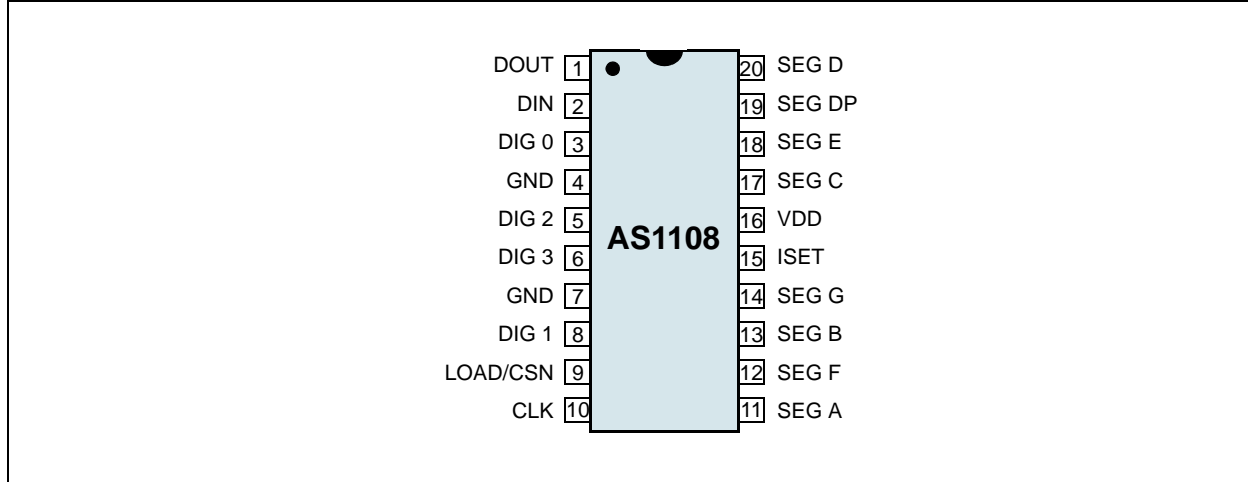 DOUT 1 20 SEG D
DIN 2 19 SEG DP
DIG 0 3 18 SEG E
GND 4 17 SEG C
DIG 2 5 16 VDD
AS1108
DIG 3 6 15 ISET
GND 7 14 SEG G
DIG 1 8 13 SEG B
LOAD/CSN 9 12 SEG F
CLK 10 11 SEG A